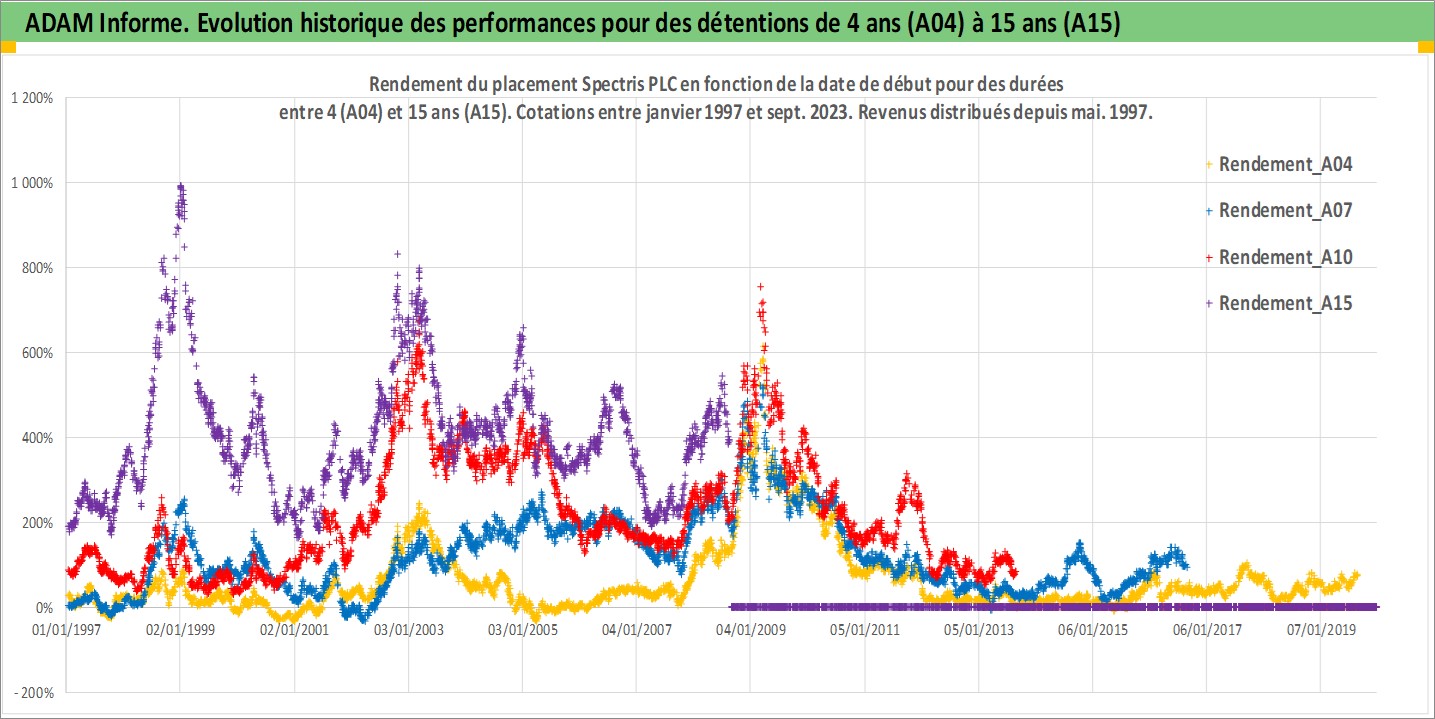 ADAM Informe. Evolution historique des performances pour des détentions de 4 ans (A04) à 15 ans (A15)
Rendement du placement Spectris PLC en fonction de la date de début pour des durées
entre 4 (A04) et 15 ans (A15). Cotations entre janvier 1997 et sept. 2023. Revenus distribués depuis mai. 1997.
1 200%
1 000%
800%
600%
400%
200%
0%
-200%
Rendement_A04
Rendement_A07
Rendement_A10
Rendement_A15
01/01/1997
02/01/1999
02/01/2001
03/01/2003
03/01/2005
04/01/2007
04/01/2009
05/01/2011
05/01/2013
06/01/2015
06/01/2017
07/01/2019